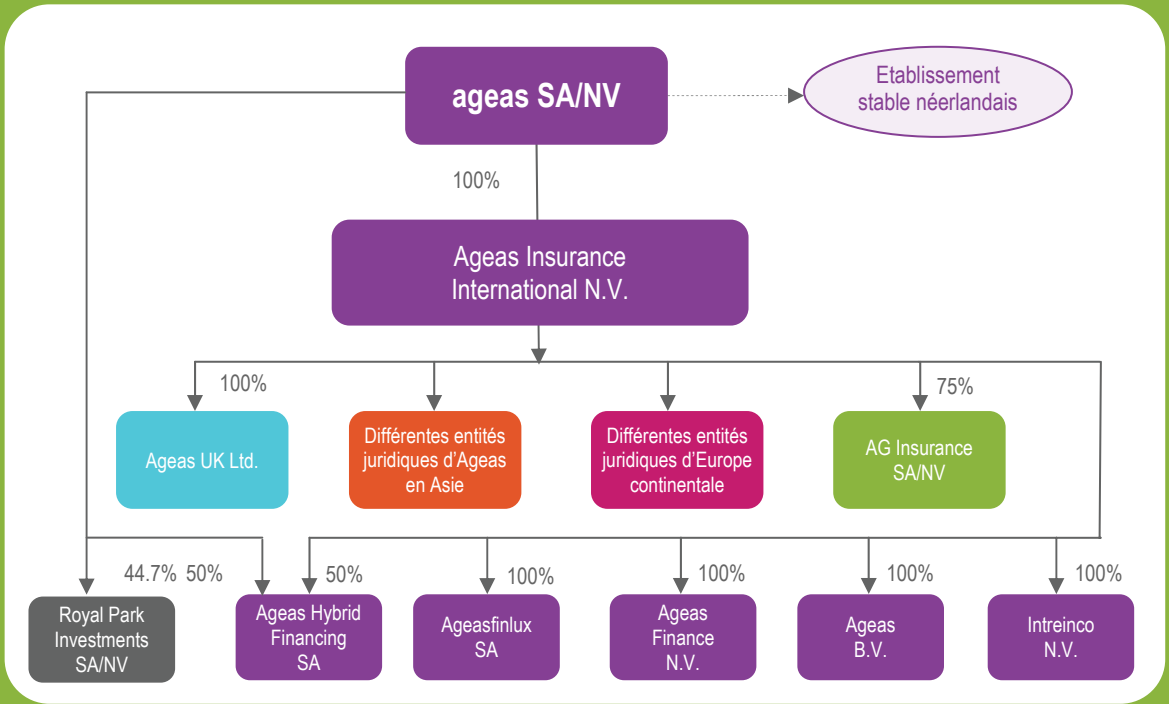 ageas SA/NV
Etablissement
stable néerlandais
100%
Ageas Insurance
International N.V.
100%
75%
Ageas UK Ltd.
Différentes entités
juridiques d'Ageas
en Asie
Différentes entités
juridiques d'Europe
continentale
AG Insurance
SA/NV
44.7% 50%
50%
100%
100%
100%
100%
Royal Park
Investments
SA/NV
Ageas Hybrid
Financing
SA
Ageasfinlux
SA
Ageas
Finance
N.V.
Ageas
B.V.
Intreinco
N.V.